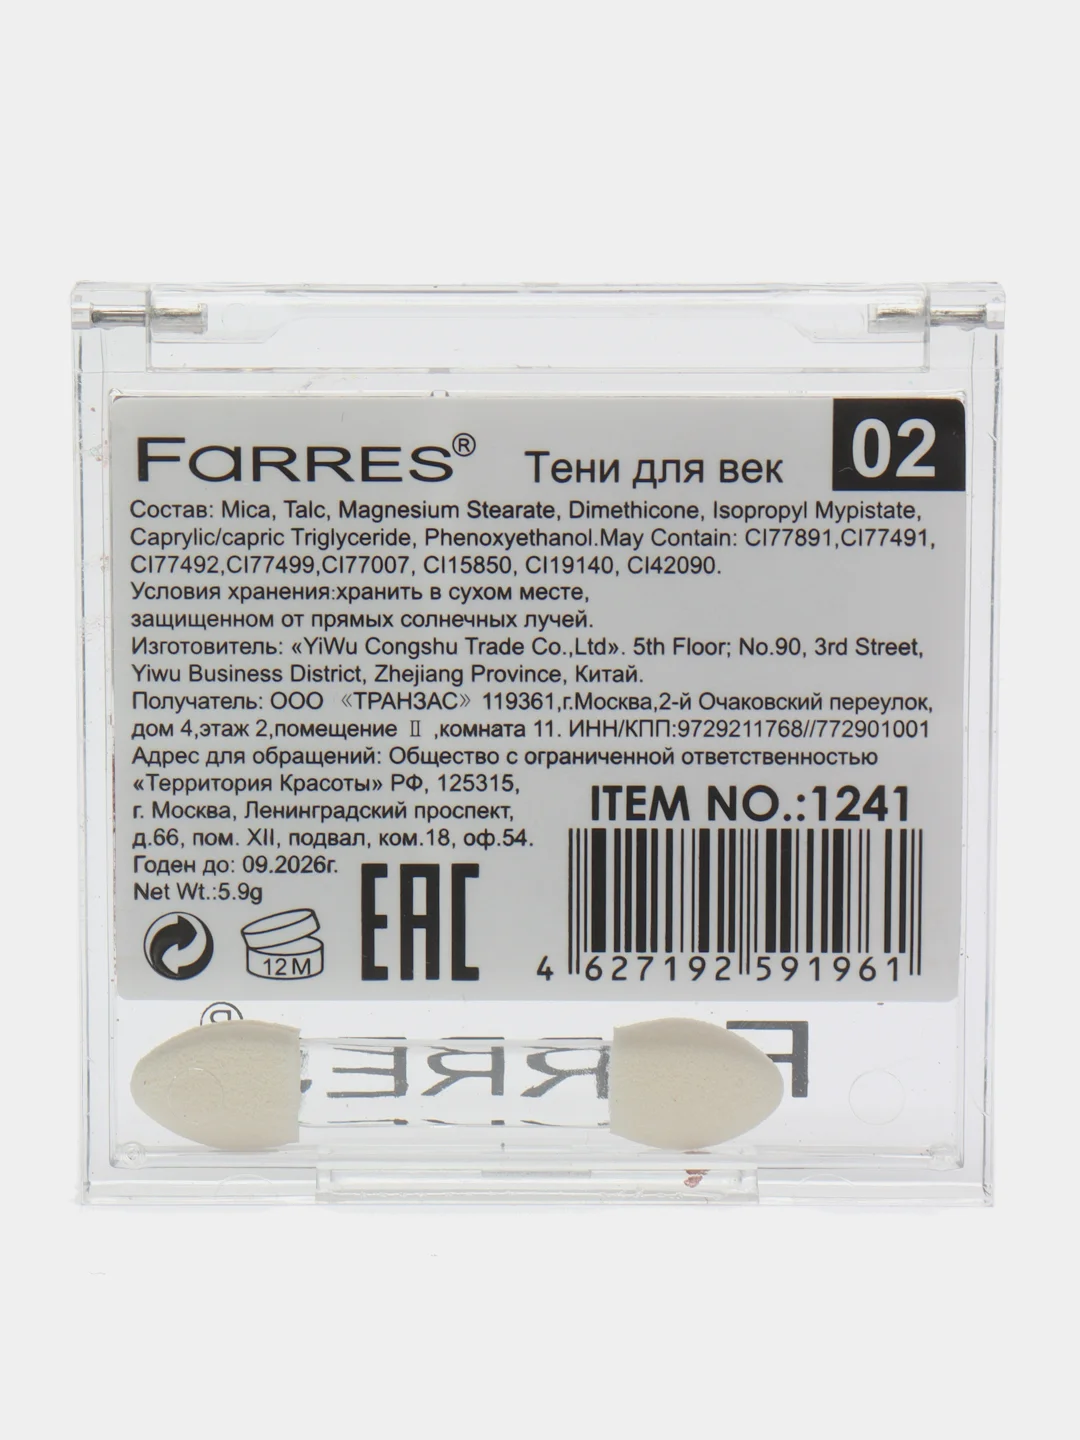 FARRES® Тени для век 02
Состав: Mica, Talc, Magnesium Stearate, Dimethicone, Isopropyl Mypistate,
Caprylic/capric Triglyceride, Phenoxyethanol.May Contain: CI77891,CI77491,
CI77492,CI77499,CI77007, CI15850, CI19140, CI42090.
Условия хранения:хранить в сухом месте,
защищенном от прямых солнечных лучей.
Изготовитель: «YiWu Congshu Trade Co.,Ltd». 5th Floor; No.90, 3rd Street,
Yiwu Business District, Zhejiang Province, Китай.
Получатель: ООО 《ТРАНЗАС》 119361,г.Москва,2-й Очаковский переулок,
дом 4,этаж 2,помещение Ⅱ ,комната 11. ИНН/КПП:9729211768//772901001
Адрес для обращений: Общество с ограниченной ответственностью
«Территория Красоты» РФ, 125315,
г. Москва, Ленинградский проспект,
д.66, пом. XII, подвал, ком.18, оф.54.
Годен до: 09.2026г.
Net Wt.:5.9g
12M
EAC
ITEM NO.:1241
4 627192 591961